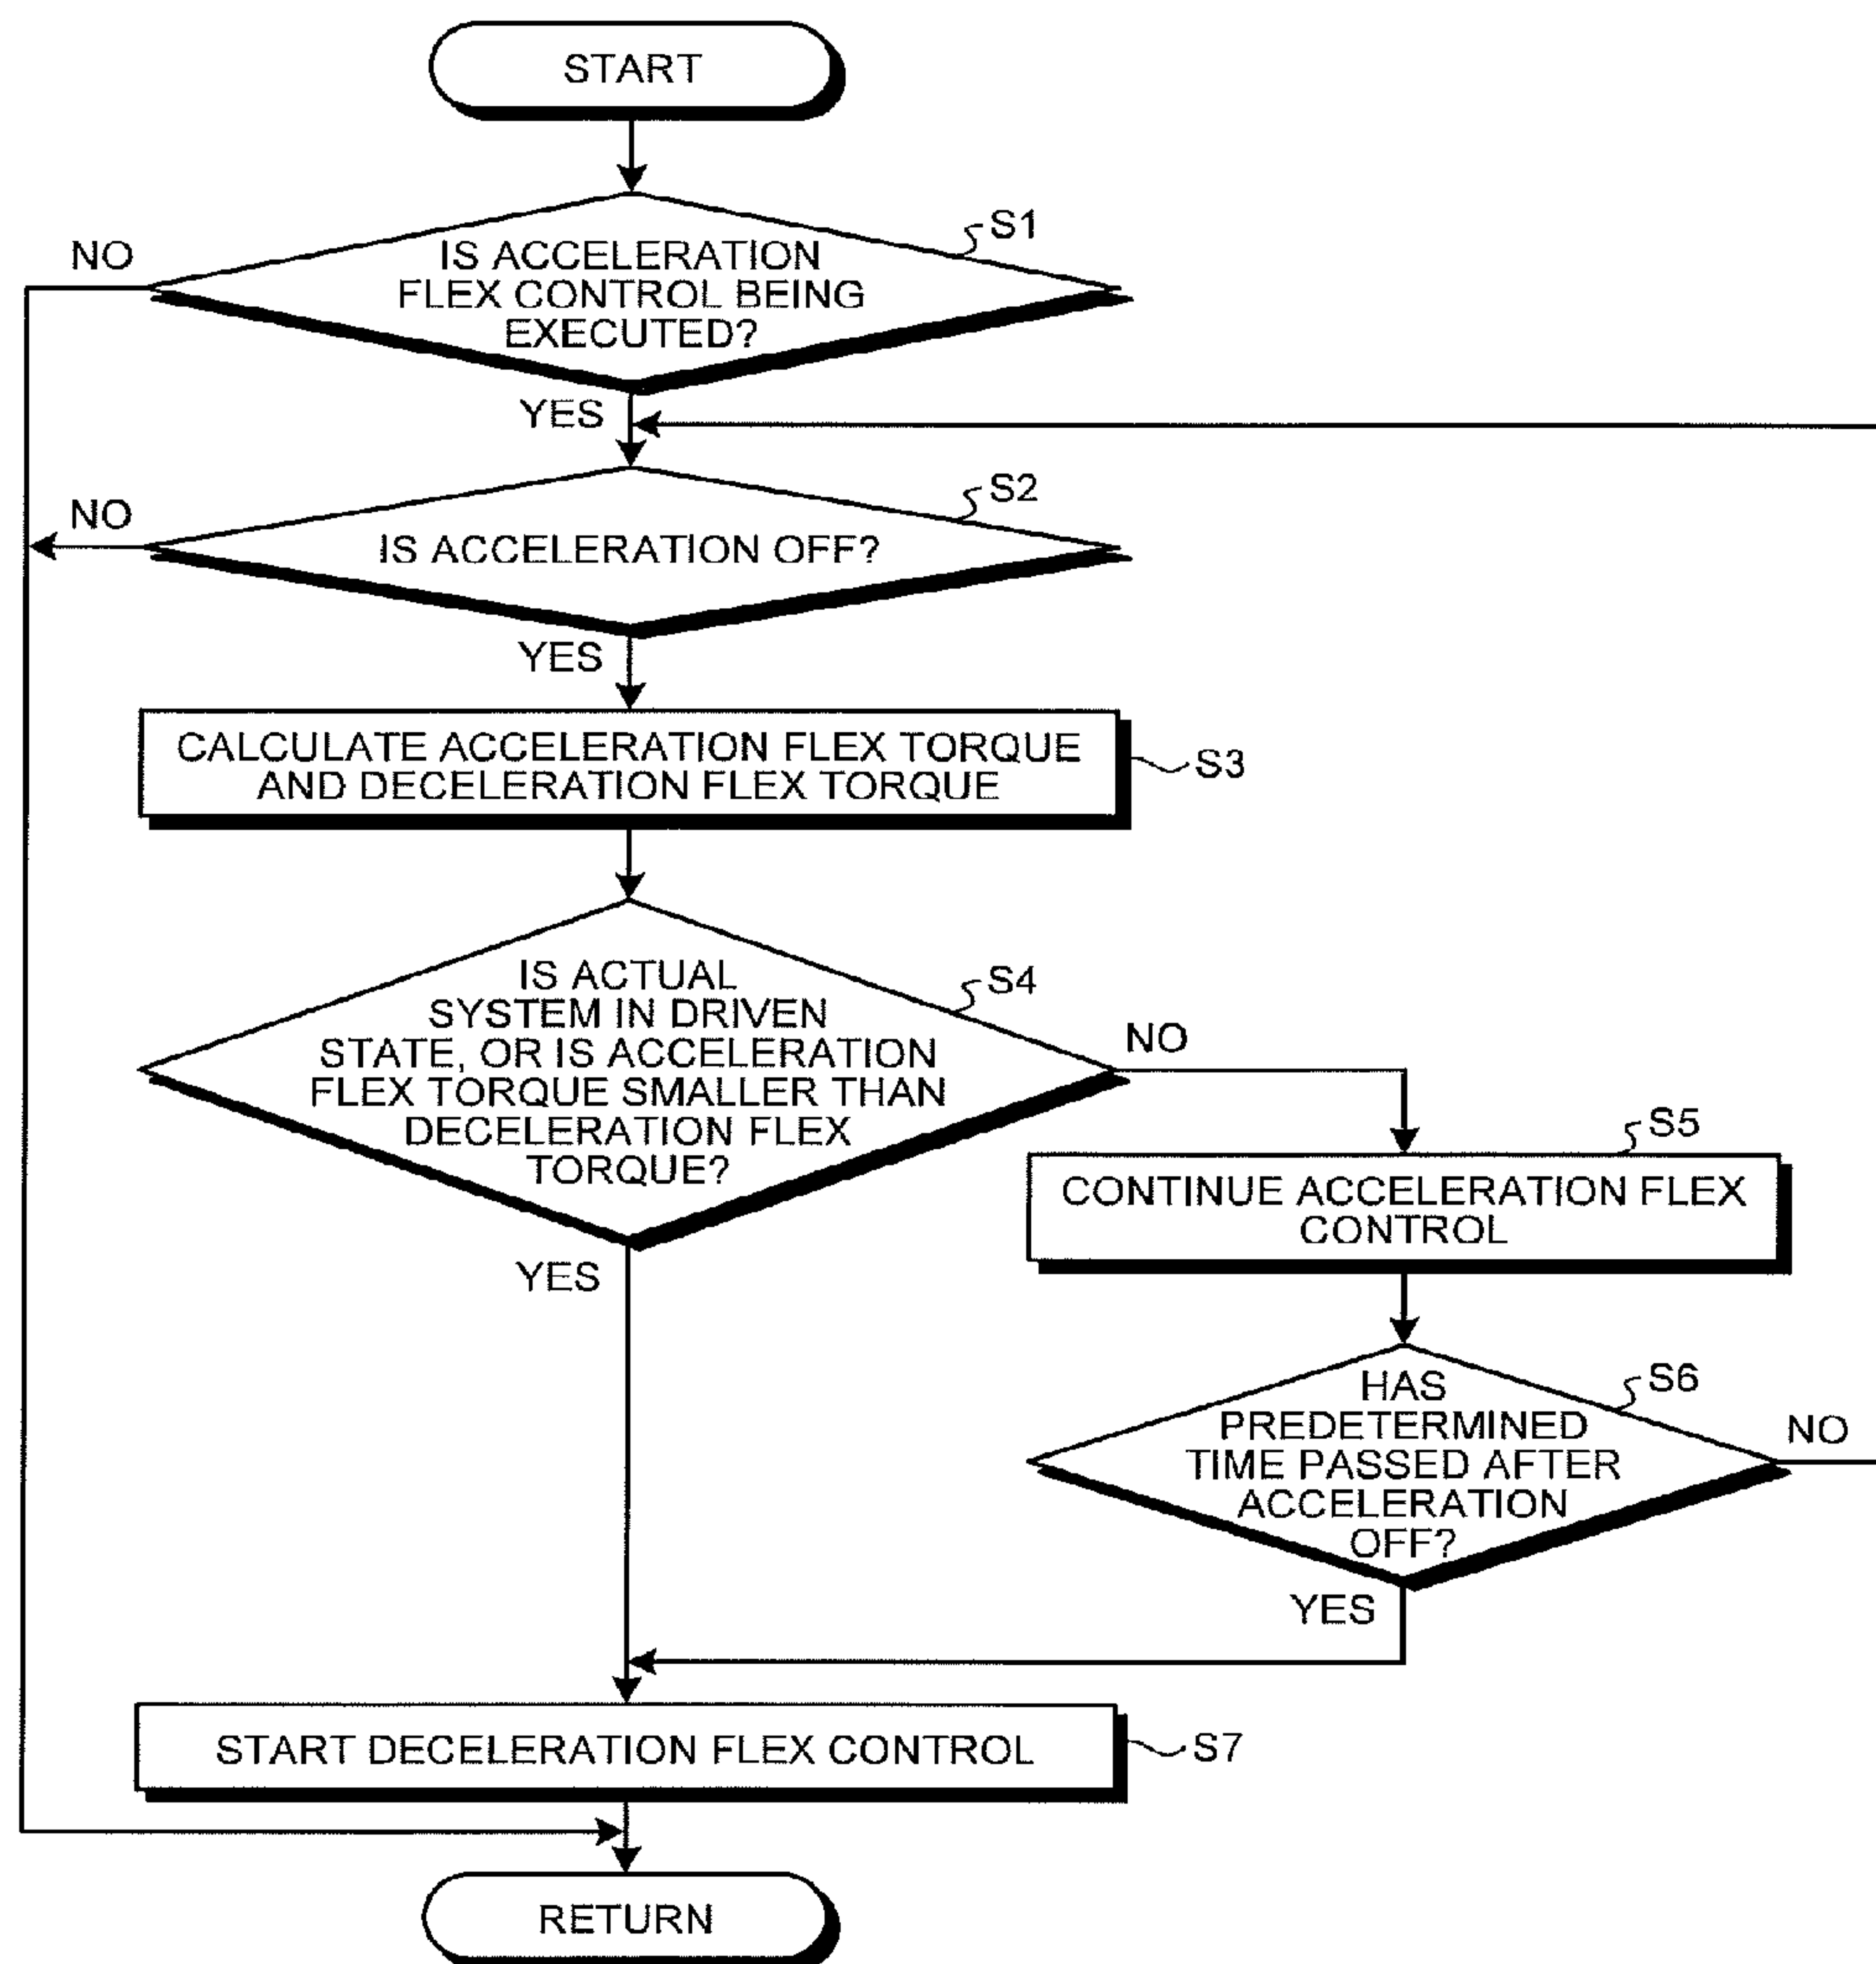 START
S1
NO
IS ACCELERATION
FLEX CONTROL BEING
EXECUTED?
YES
S2
NO
IS ACCELERATION OFF?
YES
CALCULATE ACCELERATION FLEX TORQUE
AND DECELERATION FLEX TORQUE
S3
IS ACTUAL
SYSTEM IN DRIVEN
STATE, OR IS ACCELERATION
FLEX TORQUE SMALLER THAN
DECELERATION FLEX
TORQUE?
S4
NO
YES
S5
CONTINUE ACCELERATION FLEX
CONTROL
HAS
PREDETERMINED
TIME PASSED AFTER
ACCELERATION
OFF?
S6
NO
YES
START DECELERATION FLEX CONTROL
S7
RETURN